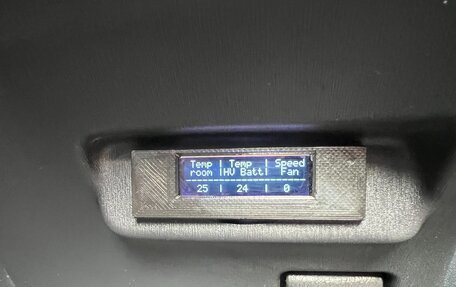 Temp | Temp | Speed
room |HV Batt| Fan
------------------
25 | 24 | 0